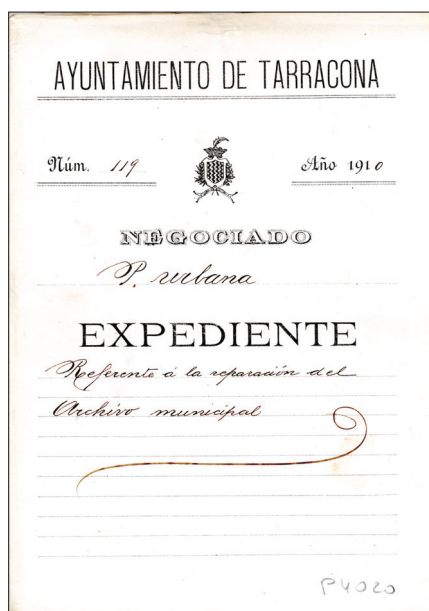 AYUNTAMIENTO DE TARRACONA
Núm. 119 Año 1910
NEGOCIADO
P. urbana
EXPEDIENTE
Referente á la reparación del
Archivo municipal
P4020